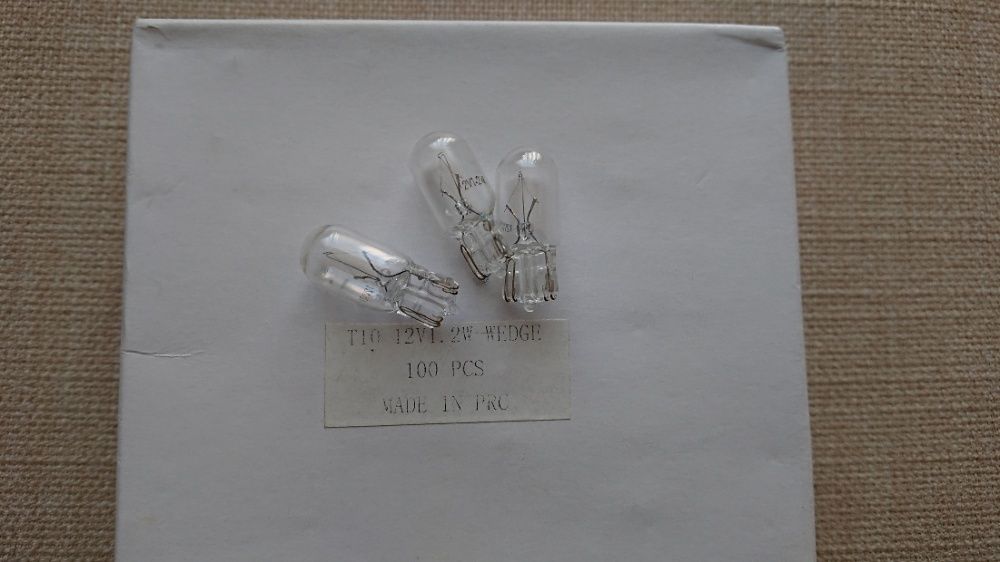 T10 12V1.2W WEDGE
100 PCS
MADE IN PRC